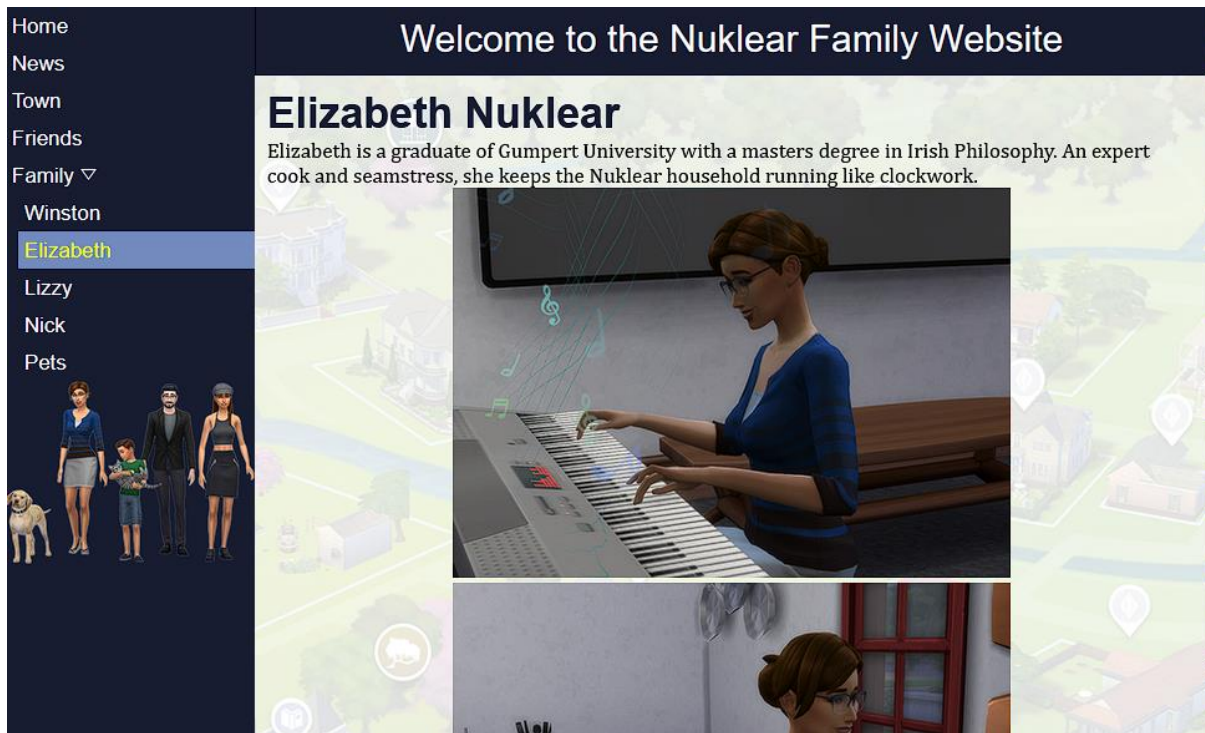 Home
News
Town
Friends
Family ▽
Winston
Elizabeth
Lizzy
Nick
Pets
Welcome to the Nuklear Family Website
Elizabeth Nuklear
Elizabeth is a graduate of Gumpert University with a masters degree in Irish Philosophy. An expert
cook and seamstress, she keeps the Nuklear household running like clockwork.